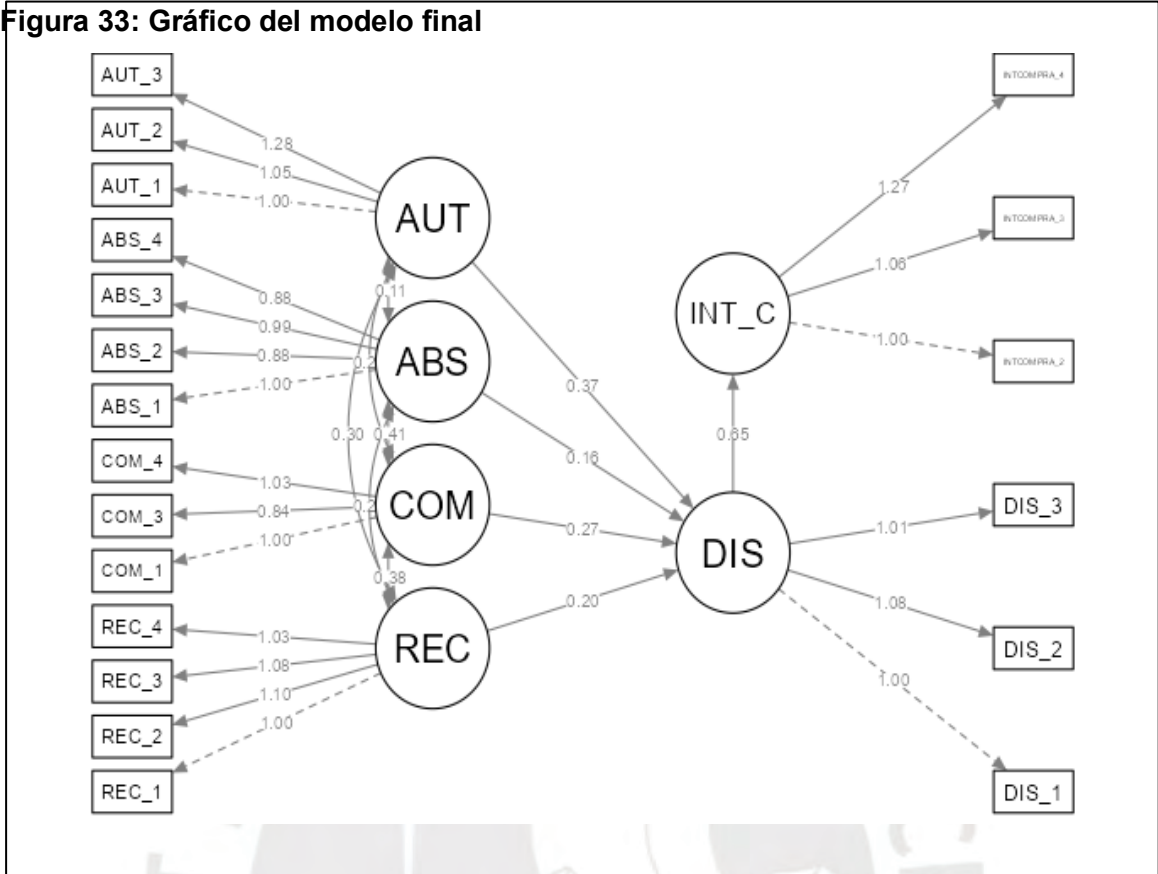 Figura 33: Gráfico del modelo final
AUT_3
AUT_2
AUT_1
ABS_4
ABS_3
ABS_2
ABS_1
COM_4
COM_3
COM_1
REC_4
REC_3
REC_2
REC_1
1.28
1.05
1.00
0.88
0.99
0.88
1.00
1.03
0.84
1.00
1.03
1.08
1.10
1.00
AUT
ABS
COM
REC
0.11
0.30
0.41
0.38
0.37
0.16
0.27
0.20
INT_C
DIS
0.65
1.27
1.06
1.00
1.01
1.08
1.00
INTCOMPRA_4
INTCOMPRA_3
INTCOMPRA_2
DIS_3
DIS_2
DIS_1